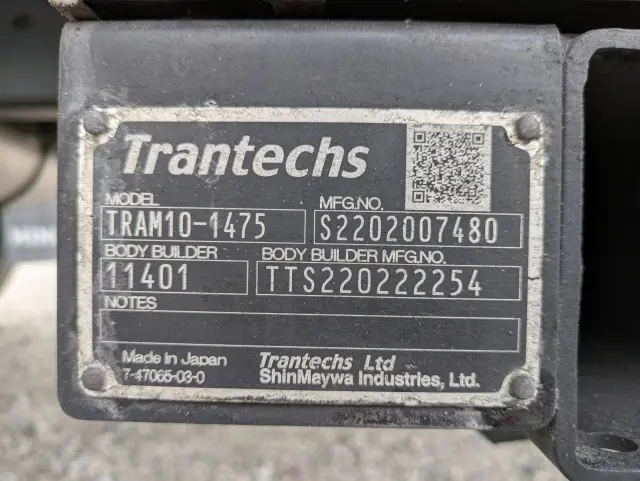 Trantechs
MODEL MFG.NO.
TRAM10-1475 S2202007480
BODY BUILDER BODY BUILDER MFG.NO.
11401 TTS220222254
NOTES
Made in Japan Trantechs Ltd
7-47065-03-0 ShinMaywa Industries, Ltd.